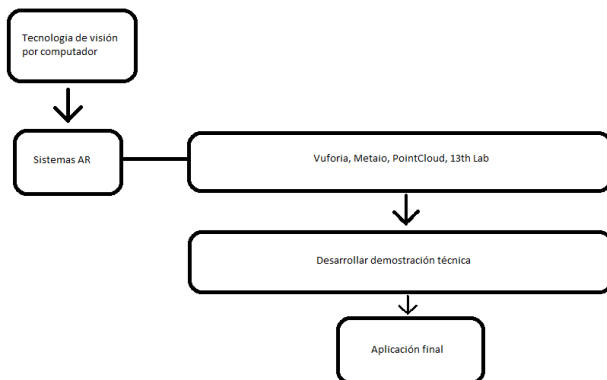 Tecnologia de visión
por computador
Sistemas AR
Vuforia, Metaio, PointCloud, 13th Lab
Desarrollar demostración técnica
Aplicación final